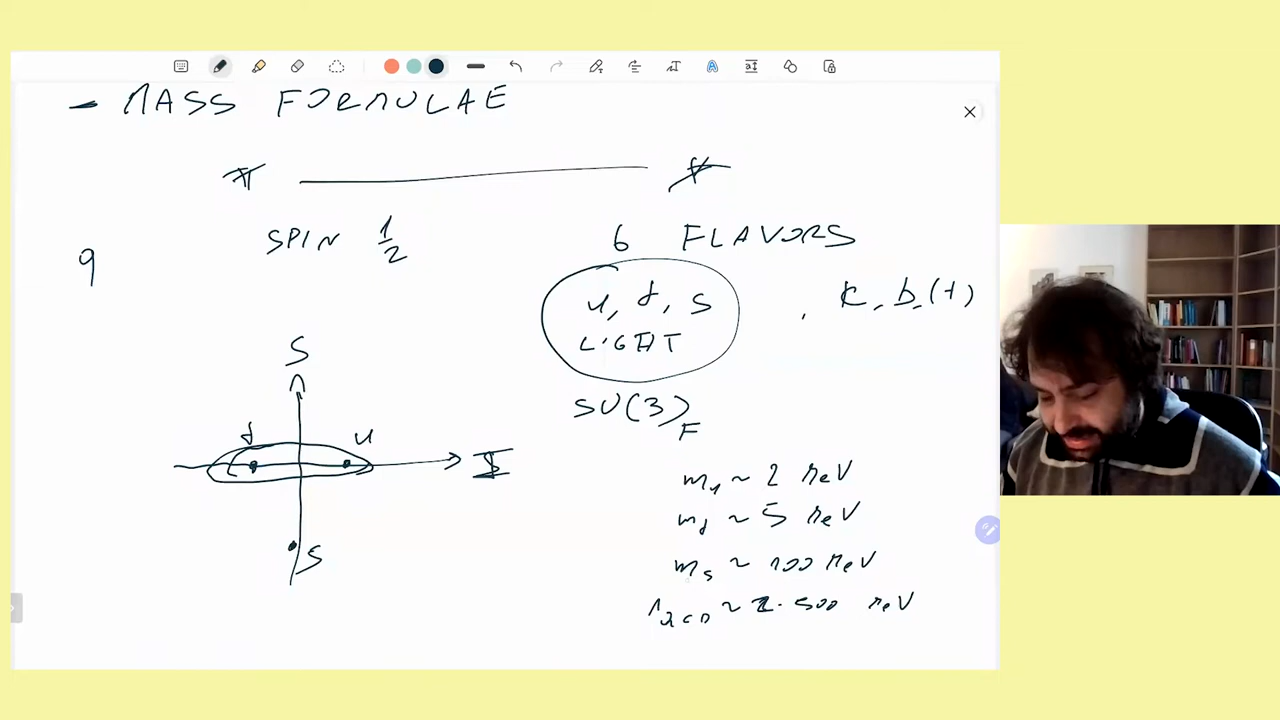 - MASS FORMULAE
SPIN 1/2
6 FLAVORS
q
u, d, s
c, b, (t)
LIGHT
SU(3)F
S
d u
I
s
mu ~ 2 MeV
md ~ 5 MeV
ms ~ 100 MeV
MeV